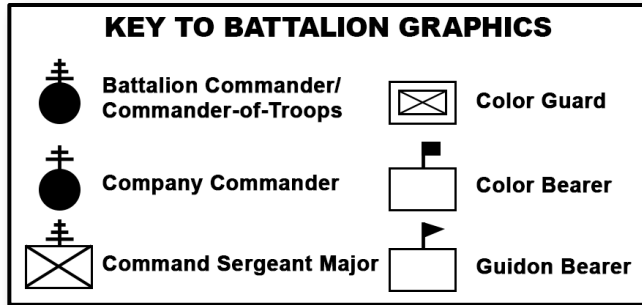 KEY TO BATTALION GRAPHICS
Battalion Commander/
Commander-of-Troops
Company Commander
Command Sergeant Major
Color Guard
Color Bearer
Guidon Bearer